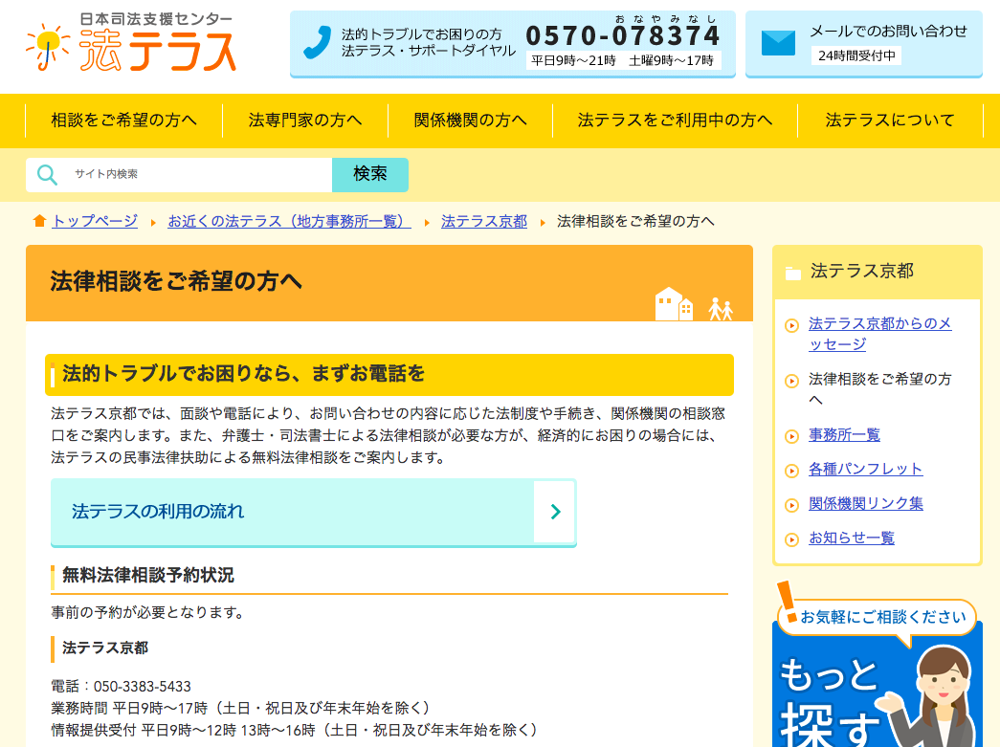 日本司法支援センター
法テラス
法的トラブルでお困りの方
法テラス・サポートダイヤル
おなやみなし
0570-078374
平日9時～21時　土曜9時～17時
メールでのお問い合わせ
24時間受付中
相談をご希望の方へ
法専門家の方へ
関係機関の方へ
法テラスをご利用中の方へ
法テラスについて
サイト内検索
検索
トップページ
お近くの法テラス（地方事務所一覧）
法テラス京都
法律相談をご希望の方へ
法律相談をご希望の方へ
法的トラブルでお困りなら、まずお電話を
法テラス京都では、面談や電話により、お問い合わせの内容に応じた法制度や手続き、関係機関の相談窓
口をご案内します。また、弁護士・司法書士による法律相談が必要な方が、経済的にお困りの場合には、
法テラスの民事法律扶助による無料法律相談をご案内します。
法テラスの利用の流れ
無料法律相談予約状況
事前の予約が必要となります。
法テラス京都
電話：050-3383-5433
業務時間 平日9時～17時（土日・祝日及び年末年始を除く）
情報提供受付 平日9時～12時 13時～16時（土日・祝日及び年末年始を除く）
法テラス京都
法テラス京都からのメ
ッセージ
法律相談をご希望の方
へ
事務所一覧
各種パンフレット
関係機関リンク集
お知らせ一覧
お気軽にご相談ください
もっと
探す